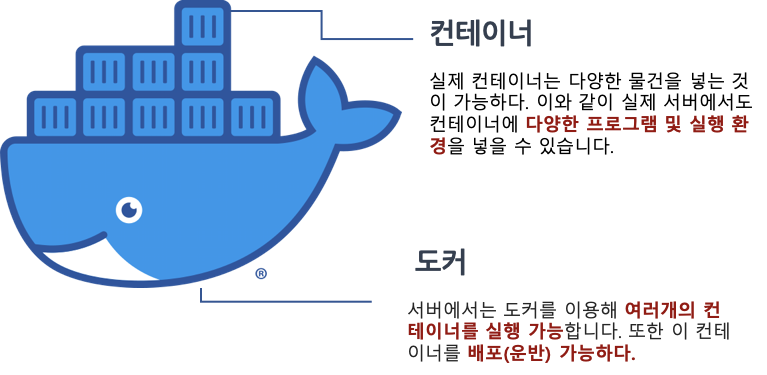 컨테이너
실제 컨테이너는 다양한 물건을 넣는 것
이 가능하다. 이와 같이 실제 서버에서도
컨테이너에 다양한 프로그램 및 실행 환
경을 넣을 수 있습니다.
®
도커
서버에서는 도커를 이용해 여러개의 컨
테이너를 실행 가능합니다. 또한 이 컨테
이너를 배포(운반) 가능하다.